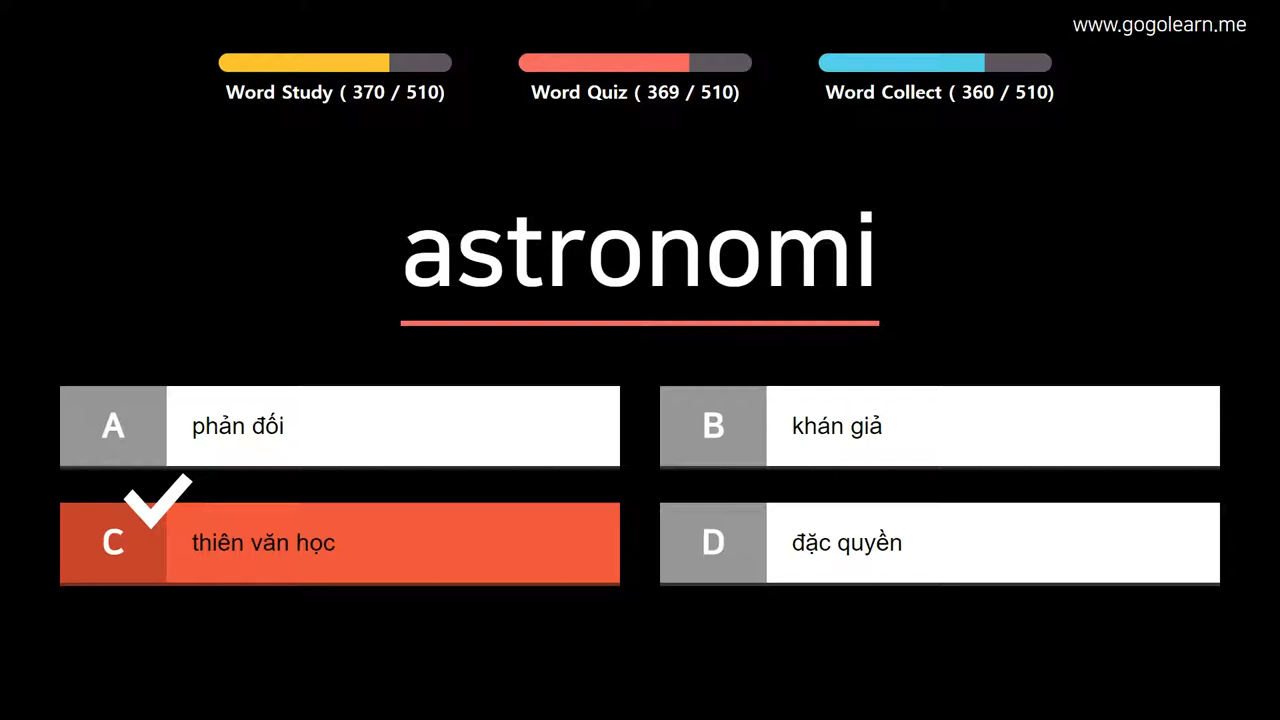 www.gogolearn.me
Word Study ( 370 / 510)
Word Quiz ( 369 / 510)
Word Collect ( 360 / 510)
astronomi
A phản đối
B khán giả
C thiên văn học
D đặc quyền